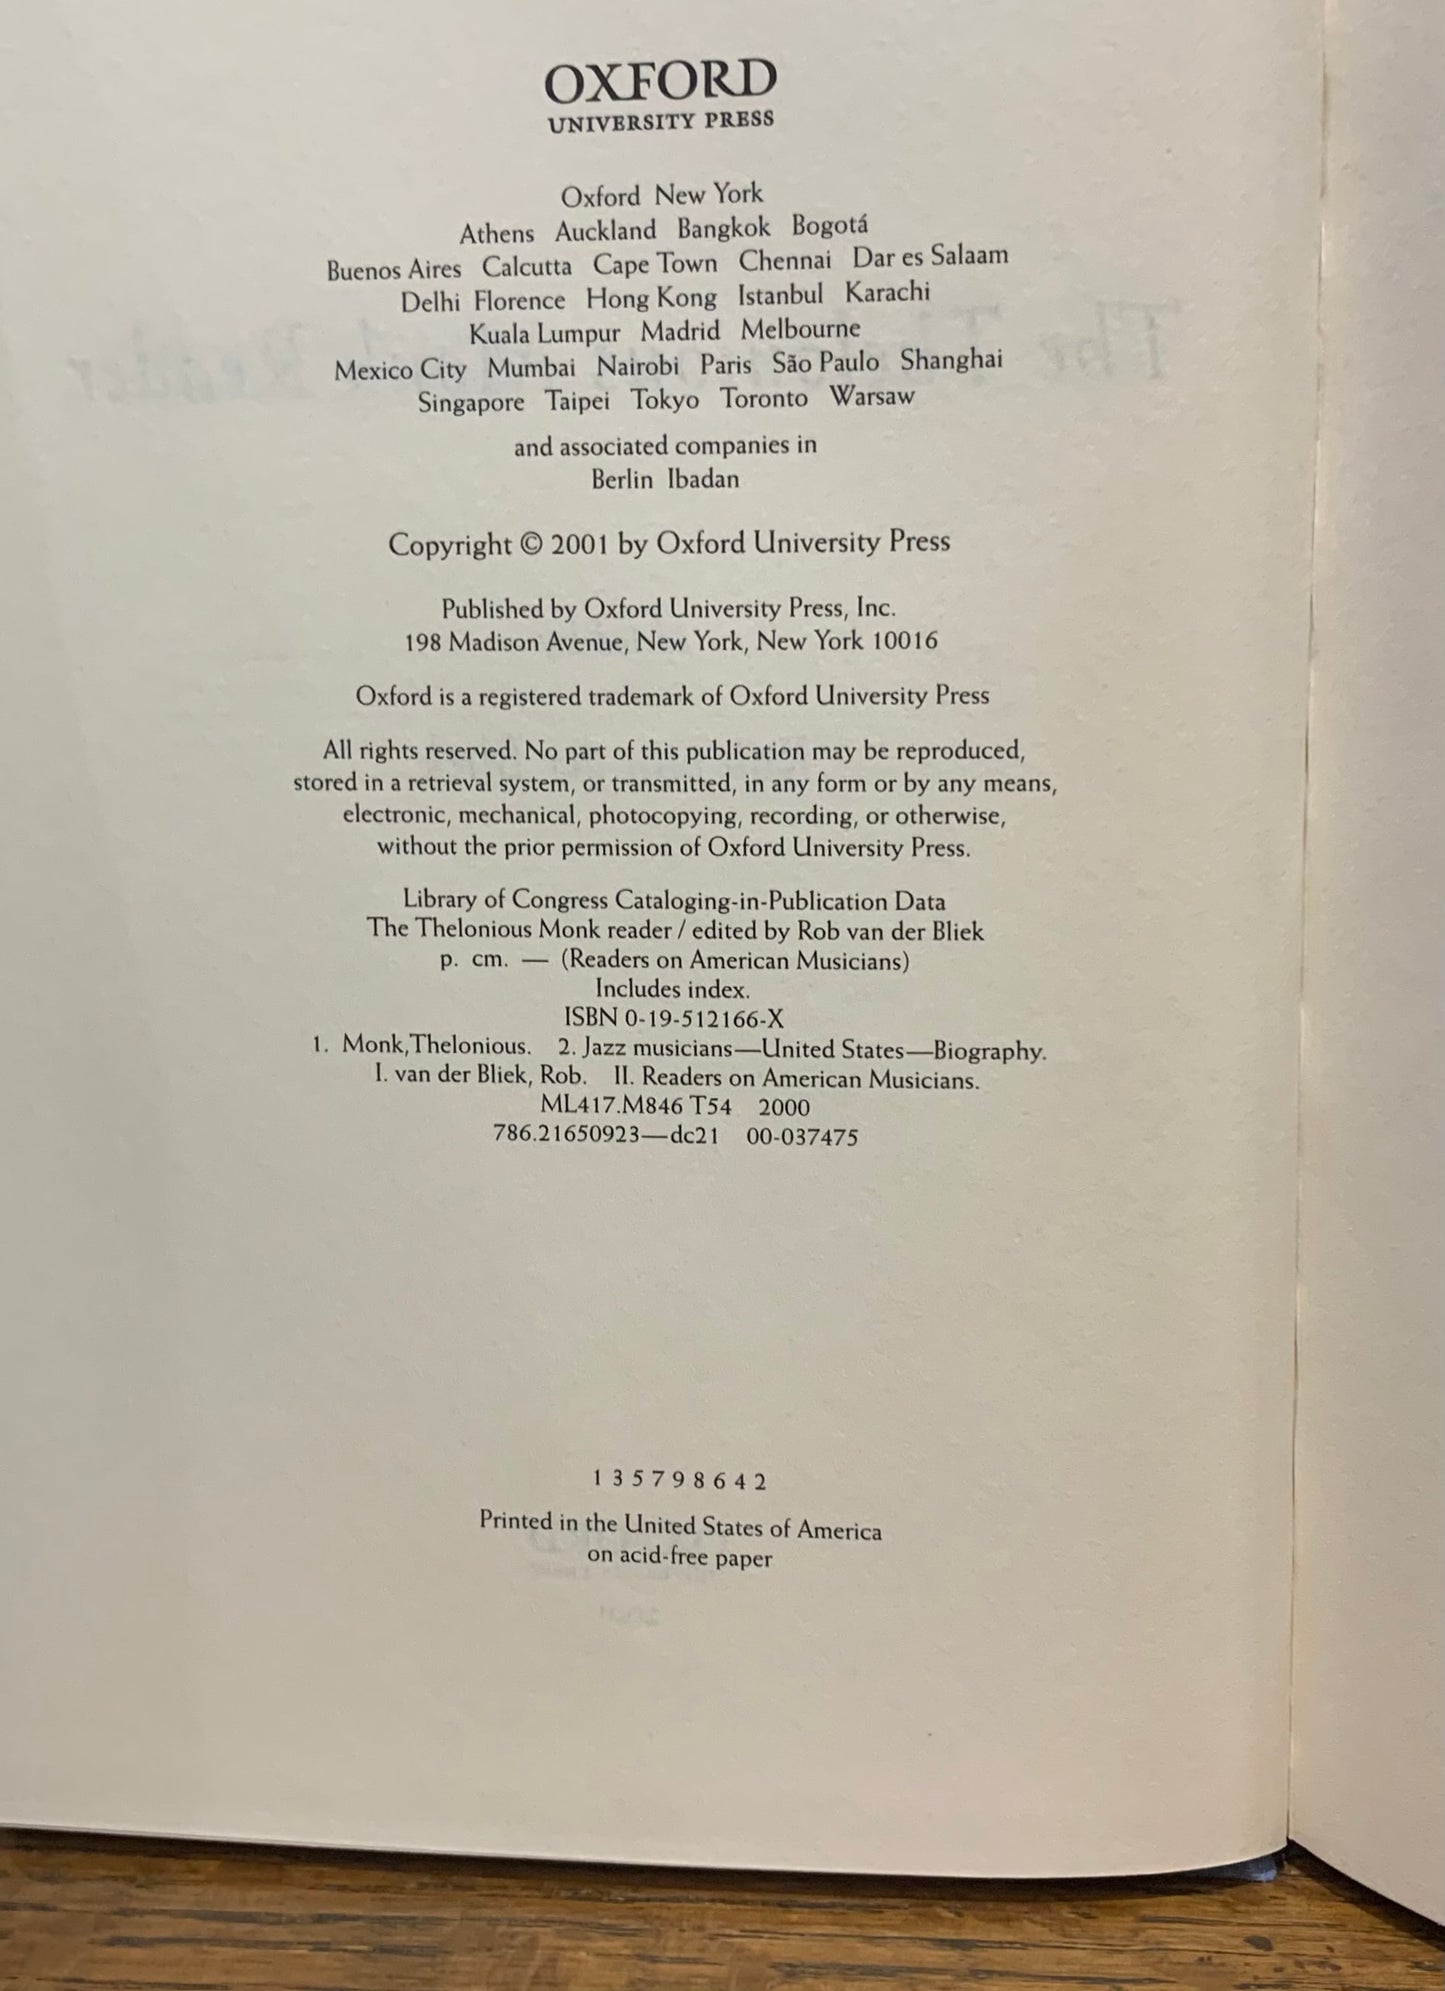 OXFORD
UNIVERSITY PRESS
Oxford New York
Athens Auckland Bangkok Bogotá
Buenos Aires Calcutta Cape Town Chennai Dar es Salaam
Delhi Florence Hong Kong Istanbul Karachi
Kuala Lumpur Madrid Melbourne
Mexico City Mumbai Nairobi Paris São Paulo Shanghai
Singapore Taipei Tokyo Toronto Warsaw
and associated companies in
Berlin Ibadan
Copyright © 2001 by Oxford University Press
Published by Oxford University Press, Inc.
198 Madison Avenue, New York, New York 10016
Oxford is a registered trademark of Oxford University Press
All rights reserved. No part of this publication may be reproduced,
stored in a retrieval system, or transmitted, in any form or by any means,
electronic, mechanical, photocopying, recording, or otherwise,
without the prior permission of Oxford University Press.
Library of Congress Cataloging-in-Publication Data
The Thelonious Monk reader / edited by Rob van der Bliek
p. cm. — (Readers on American Musicians)
Includes index.
ISBN 0-19-512166-X
1. Monk,Thelonious. 2. Jazz musicians—United States—Biography.
I. van der Bliek, Rob. II. Readers on American Musicians.
ML417.M846 T54 2000
786.21650923—dc21 00-037475
1 3 5 7 9 8 6 4 2
Printed in the United States of America
on acid-free paper